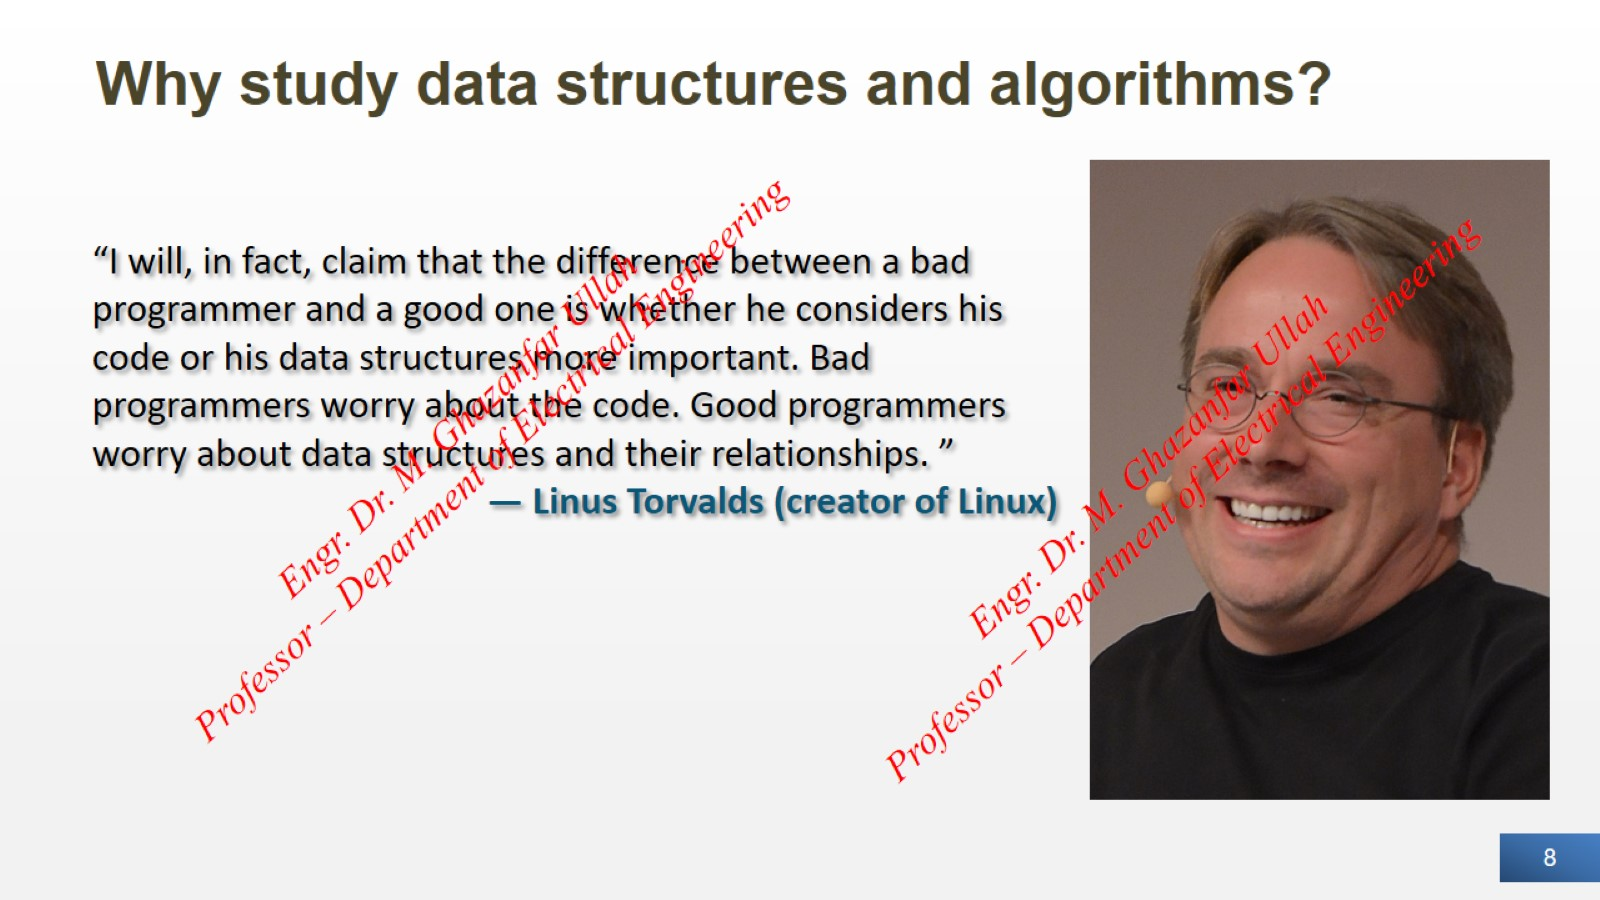 Why study data structures and algorithms?
“I will, in fact, claim that the difference between a bad
programmer and a good one is whether he considers his
code or his data structures more important. Bad
programmers worry about the code. Good programmers
worry about data structures and their relationships. ”
— Linus Torvalds (creator of Linux)
Engr. Dr. M. Ghazanfar Ullah
Professor – Department of Electrical Engineering
Engr. Dr. M. Ghazanfar Ullah
Professor – Department of Electrical Engineering
8